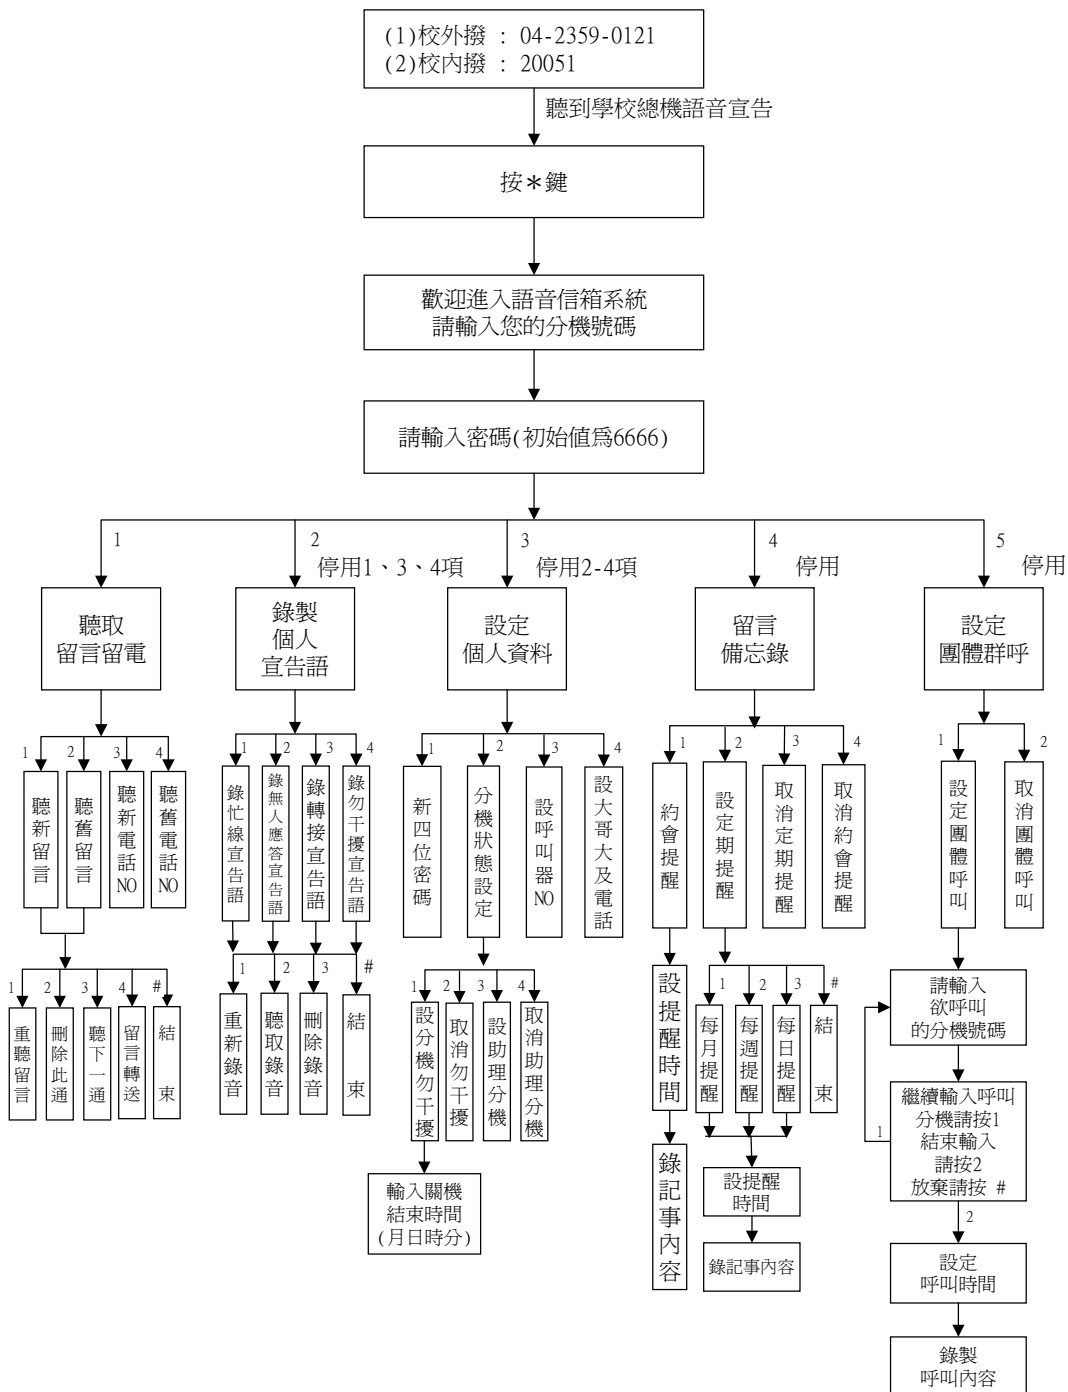 (1)校外撥 : 04-2359-0121
(2)校內撥 : 20051
聽到學校總機語音宣告
按＊鍵
歡迎進入語音信箱系統
請輸入您的分機號碼
請輸入密碼(初始值爲6666)
1
2
停用1、3、4項
3
停用2-4項
4
停用
5
停用
聽取
留言留電
錄製
個人
宣告語
設定
個人資料
留言
備忘錄
設定
團體群呼
1
聽新留言
2
聽舊留言
3
聽新電話NO
4
聽舊電話NO
1
錄忙線宣告語
2
錄無人應答宣告語
3
錄轉接宣告語
4
錄勿干擾宣告語
1
新四位密碼
2
分機狀態設定
3
設呼叫器NO
4
設大哥大及電話
1
約會提醒
2
設定期提醒
3
取消定期提醒
4
取消約會提醒
1
設定團體呼叫
2
取消團體呼叫
1
重聽留言
2
刪除此通
3
聽下一通
4
留言轉送
#
結束
1
重新錄音
2
聽取錄音
3
刪除錄音
#
結束
1
設分機勿干擾
2
取消勿干擾
3
設助理分機
4
取消助理分機
輸入關機
結束時間
(月日時分)
設提醒時間
錄記事內容
1
每月提醒
2
每週提醒
3
每日提醒
#
結束
設提醒
時間
錄記事內容
請輸入
欲呼叫
的分機號碼
繼續輸入呼叫
分機請按1
結束輸入
請按2
放棄請按 #
1
2
設定
呼叫時間
錄製
呼叫內容